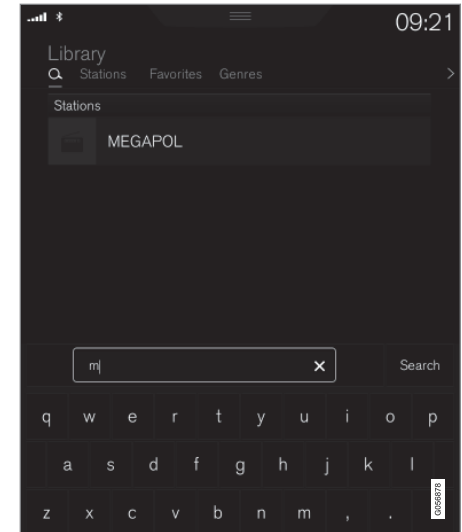 09:21
Library
Stations Favorites Genres
Stations
MEGAPOL
m
Search
q w e r t y u i o p
a s d f g h j k l
z x c v b n m , .
G056878